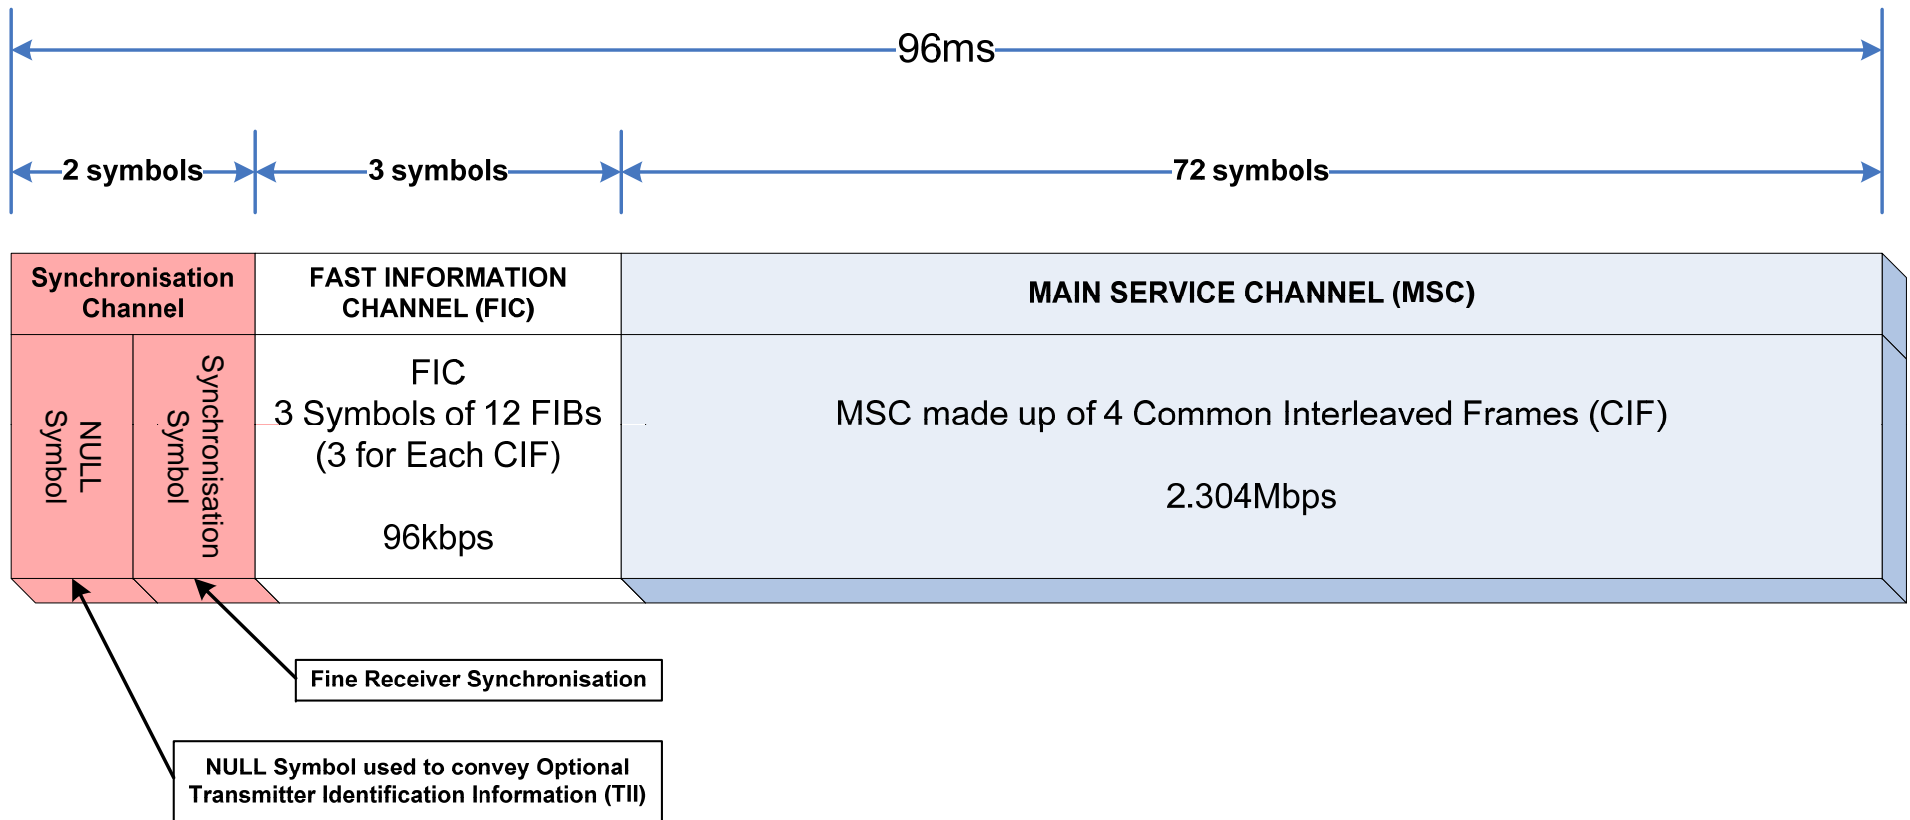 96ms
2 symbols
3 symbols
72 symbols
Synchronisation
Channel
FAST INFORMATION
CHANNEL (FIC)
MAIN SERVICE CHANNEL (MSC)
NULL
Symbol
Synchronisation
Symbol
FIC
3 Symbols of 12 FIBs
(3 for Each CIF)
96kbps
MSC made up of 4 Common Interleaved Frames (CIF)
2.304Mbps
Fine Receiver Synchronisation
NULL Symbol used to convey Optional
Transmitter Identification Information (TII)